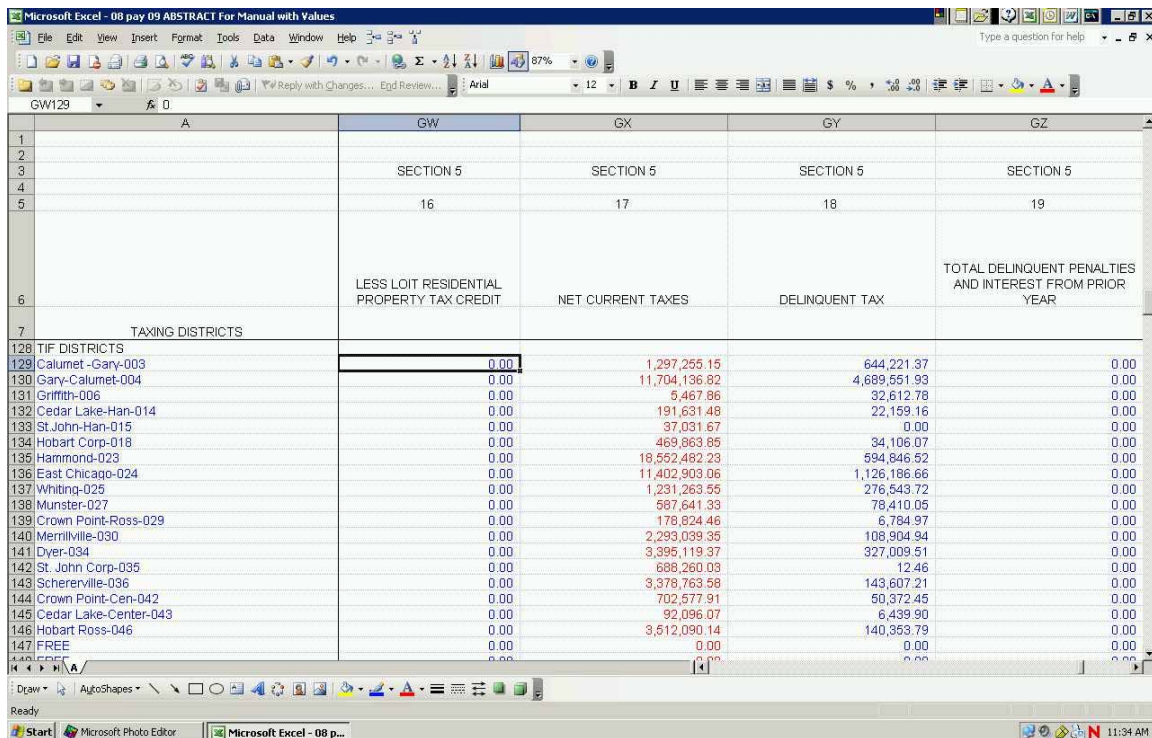 Microsoft Excel - 08 pay 09 ABSTRACT For Manual with Values
File Edit View Insert Format Tools Data Window Help Type a question for help
87%
Reply with Changes... End Review... Arial 12 B I U $ % ,
GW129 fx 0
A GW GX GY GZ
1
2
3 SECTION 5 SECTION 5 SECTION 5 SECTION 5
4
5 16 17 18 19
TOTAL DELINQUENT PENALTIES
LESS LOIT RESIDENTIAL AND INTEREST FROM PRIOR
6 PROPERTY TAX CREDIT NET CURRENT TAXES DELINQUENT TAX YEAR
7 TAXING DISTRICTS
128 TIF DISTRICTS
129 Calumet -Gary-003 0.00 1,297,255.15 644,221.37 0.00
130 Gary-Calumet-004 0.00 11,704,136.82 4,689,551.93 0.00
131 Griffith-006 0.00 5,467.86 32,612.78 0.00
132 Cedar Lake-Han-014 0.00 191,631.48 22,159.16 0.00
133 St.John-Han-015 0.00 37,031.67 0.00 0.00
134 Hobart Corp-018 0.00 469,863.85 34,106.07 0.00
135 Hammond-023 0.00 18,552,482.23 594,846.52 0.00
136 East Chicago-024 0.00 11,402,903.06 1,126,186.66 0.00
137 Whiting-025 0.00 1,231,263.55 276,543.72 0.00
138 Munster-027 0.00 587,641.33 78,410.05 0.00
139 Crown Point-Ross-029 0.00 178,824.46 6,784.97 0.00
140 Merrillville-030 0.00 2,293,039.35 108,904.94 0.00
141 Dyer-034 0.00 3,395,119.37 327,009.51 0.00
142 St. John Corp-035 0.00 688,260.03 12.46 0.00
143 Schererville-036 0.00 3,378,763.58 143,607.21 0.00
144 Crown Point-Cen-042 0.00 702,577.91 50,372.45 0.00
145 Cedar Lake-Center-043 0.00 92,096.07 6,439.90 0.00
146 Hobart Ross-046 0.00 3,512,090.14 140,353.79 0.00
147 FREE 0.00 0.00 0.00 0.00
A
Draw AutoShapes
Ready
Start Microsoft Photo Editor Microsoft Excel - 08 p... 11:34 AM